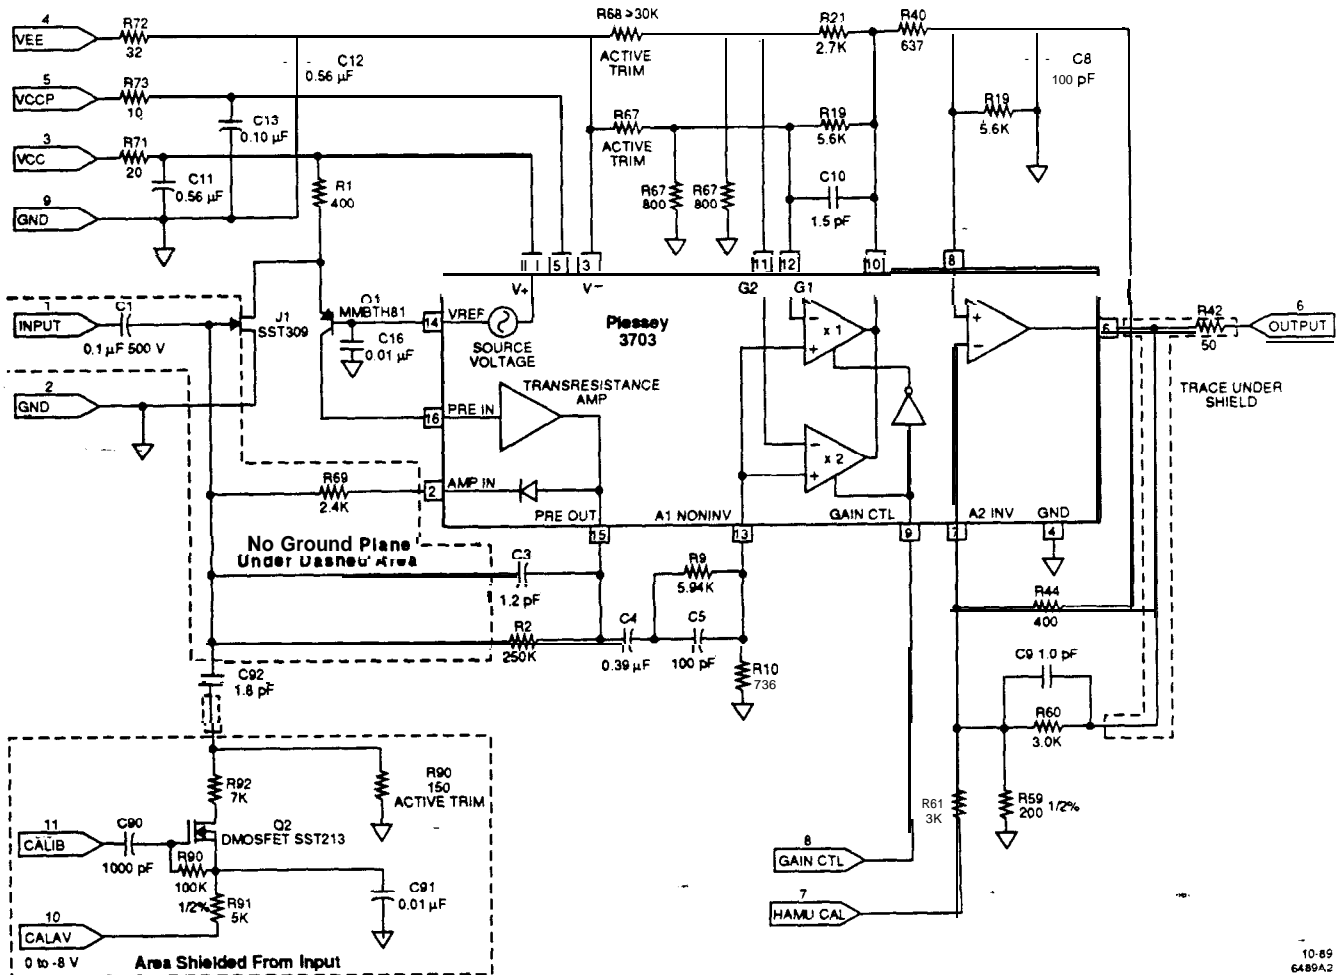 4
VEE
R72
32
C12
0.56 µF
R68 >30K
ACTIVE
TRIM
R21
2.7K
R40
637
C8
100 pF
5
VCCP
R73
10
C13
0.10 µF
R67
ACTIVE
TRIM
R19
5.6K
R19
5.6K
3
VCC
R71
20
C11
0.56 µF
R1
400
R67
800
R67
800
C10
1.5 pF
9
GND
5
3
11
12
10
8
V+
V−
G2
G1
1
INPUT
C1
0.1 µF 500 V
J1
SST309
Q1
MMBTH81
C16
0.01 µF
14
VREF
SOURCE
VOLTAGE
Plessey
3703
−
x 1
+
+
−
6
R42
50
6
OUTPUT
TRACE UNDER
SHIELD
2
GND
TRANSRESISTANCE
AMP
16
PRE IN
−
x 2
+
R69
2.4K
2
AMP IN
PRE OUT
A1 NONINV
GAIN CTL
A2 INV
GND
15
13
9
7
4
No Ground Plane
Under Dashed Area
C3
1.2 pF
R9
5.94K
R44
400
R2
250K
C4
0.39 µF
C5
100 pF
R10
736
C9 1.0 pF
C92
1.8 pF
R60
3.0K
R92
7K
R90
150
ACTIVE TRIM
R61
3K
R59
200 1/2%
11
CALIB
C90
1000 pF
Q2
DMOSFET SST213
R90
100K
1/2%
R91
5K
C91
0.01 µF
8
GAIN CTL
7
HAMU CAL
10
CALAV
0 to -8 V
Area Shielded From Input
10-89
6489A2